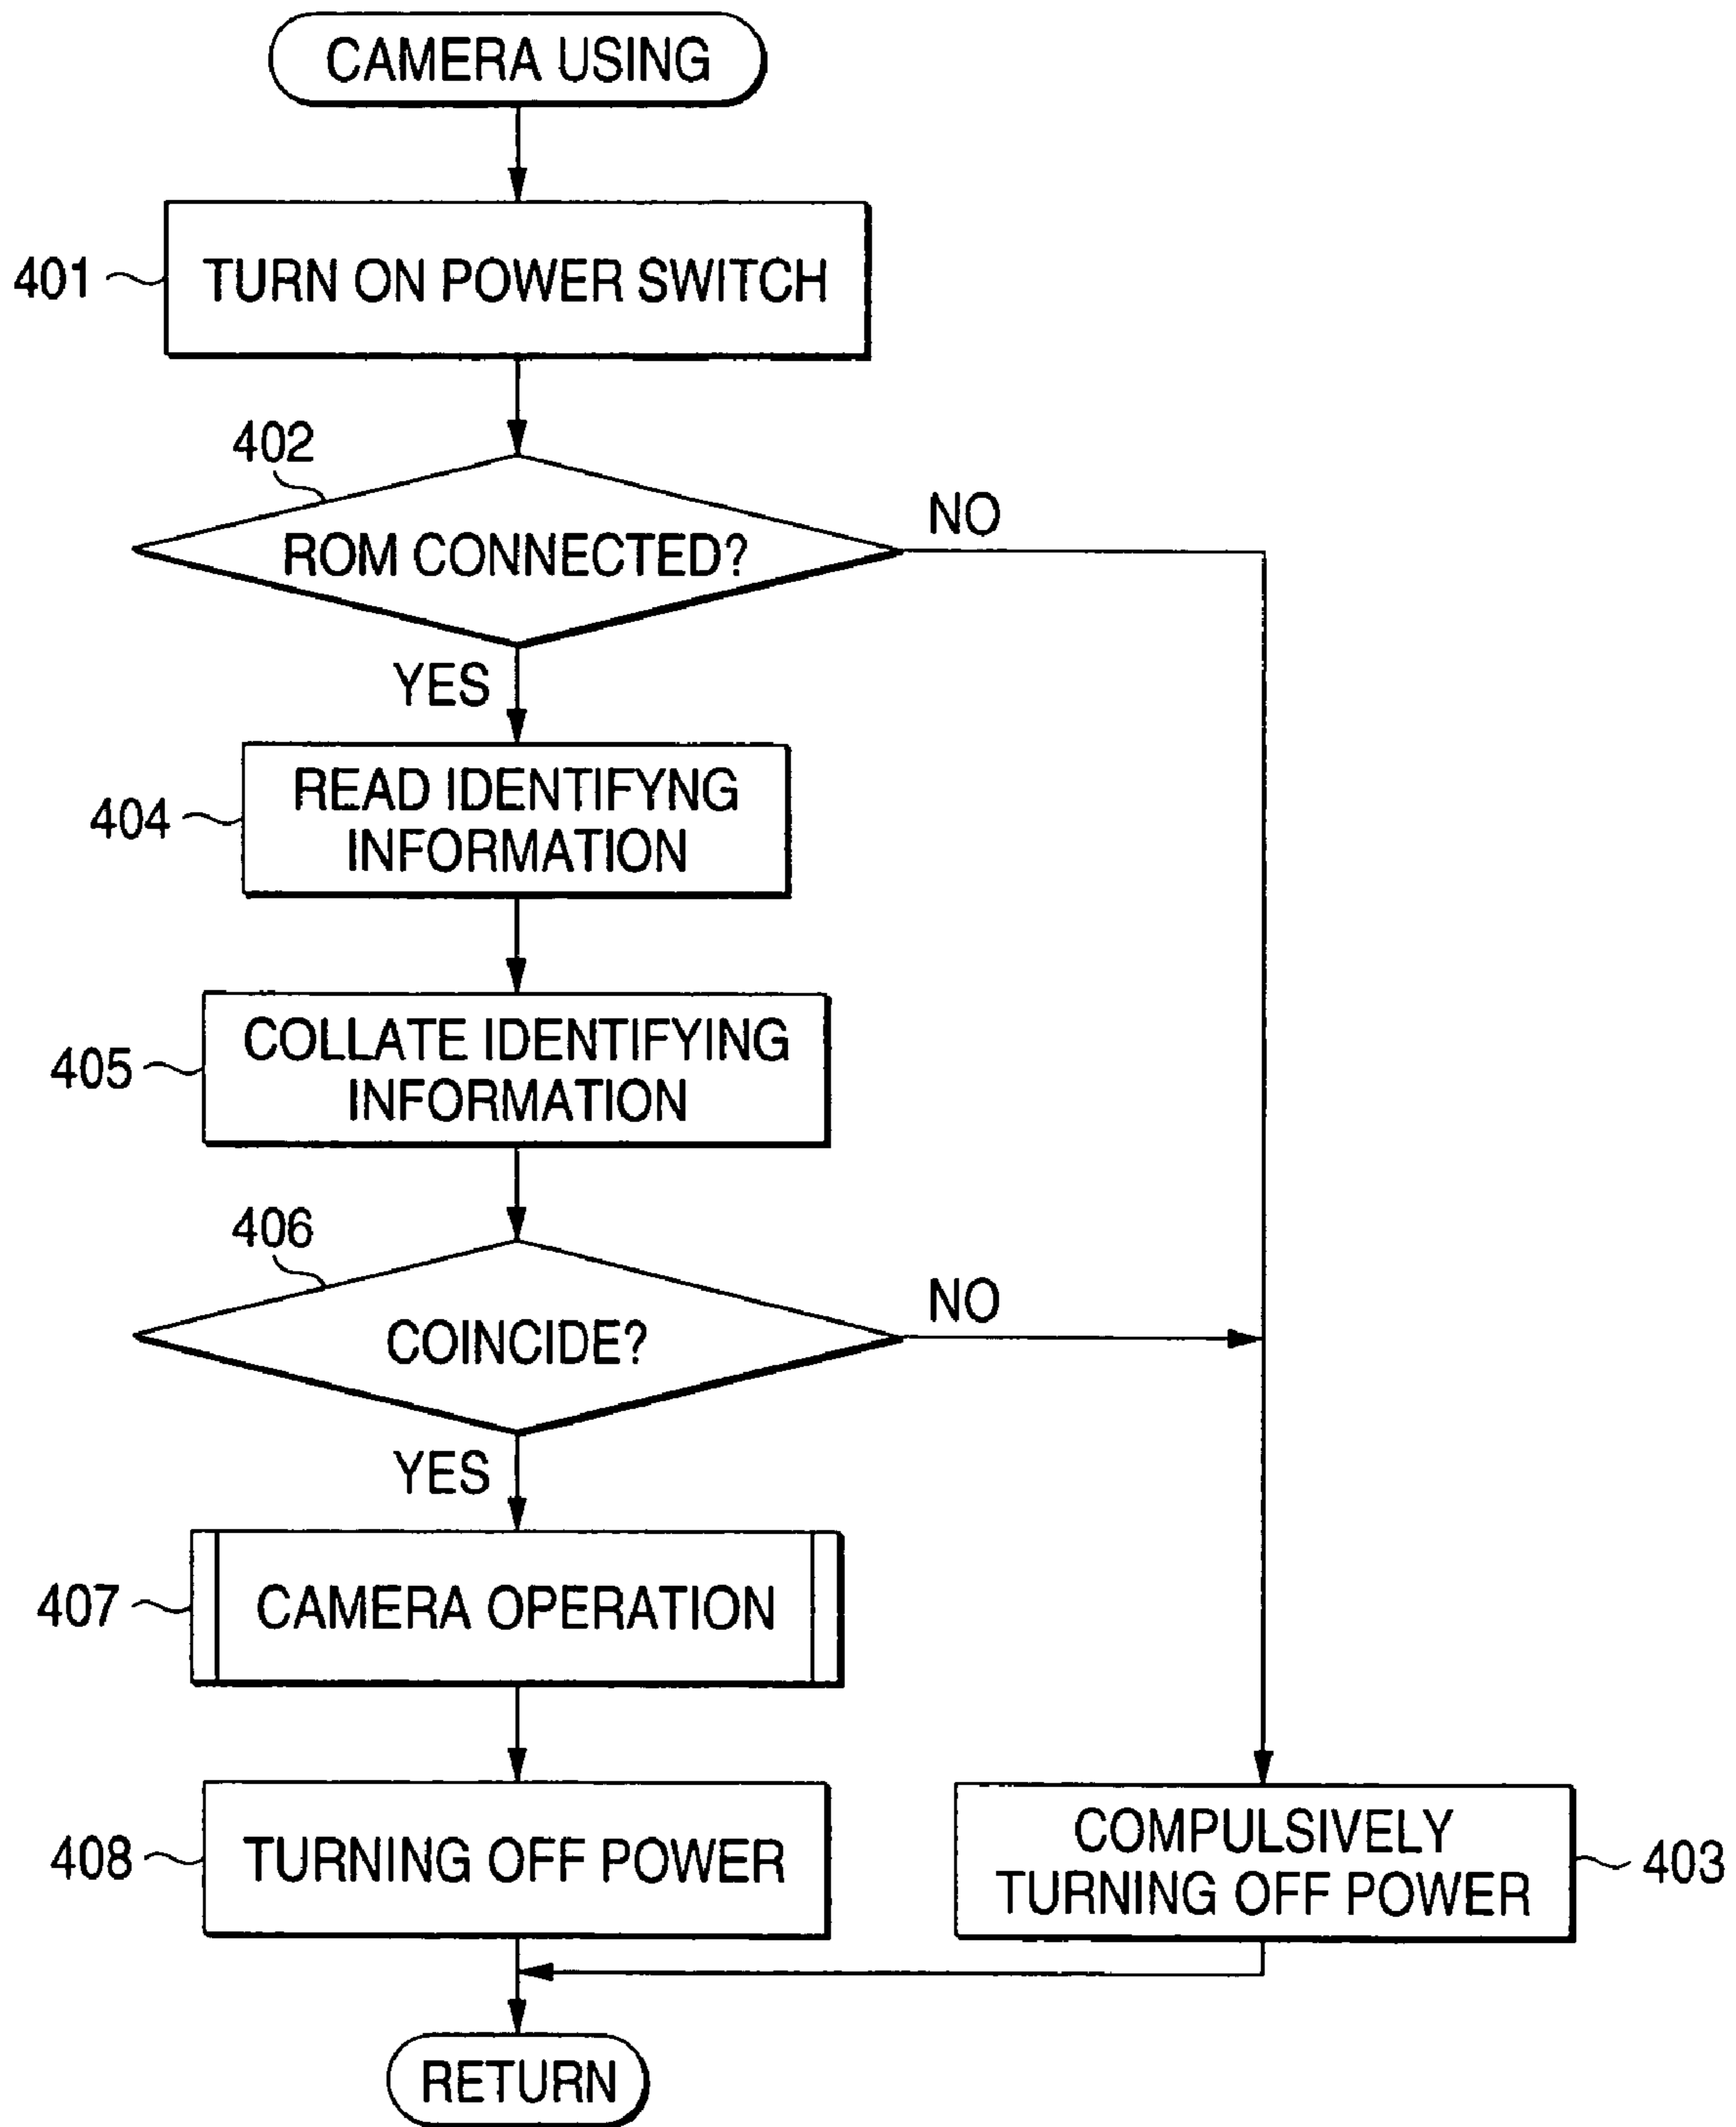 CAMERA USING
401
TURN ON POWER SWITCH
402
ROM CONNECTED?
NO
YES
404
READ IDENTIFYNG
INFORMATION
405
COLLATE IDENTIFYING
INFORMATION
406
COINCIDE?
NO
YES
407
CAMERA OPERATION
408
TURNING OFF POWER
COMPULSIVELY
TURNING OFF POWER
403
RETURN